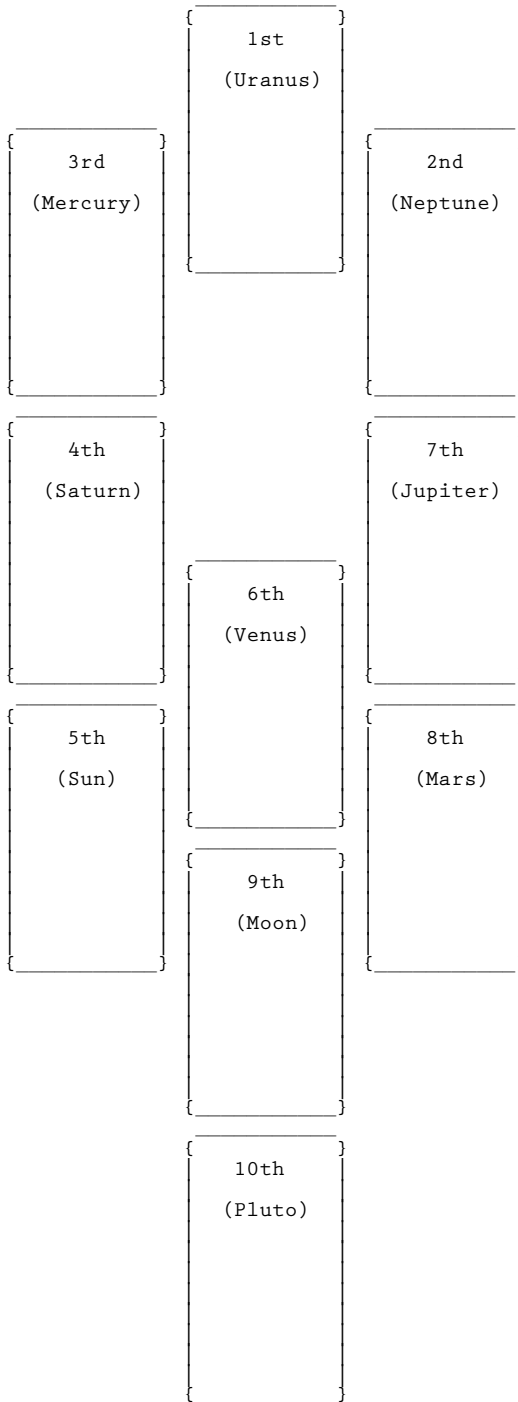 1st
(Uranus)
3rd
(Mercury)
2nd
(Neptune)
4th
(Saturn)
7th
(Jupiter)
6th
(Venus)
5th
(Sun)
8th
(Mars)
9th
(Moon)
10th
(Pluto)